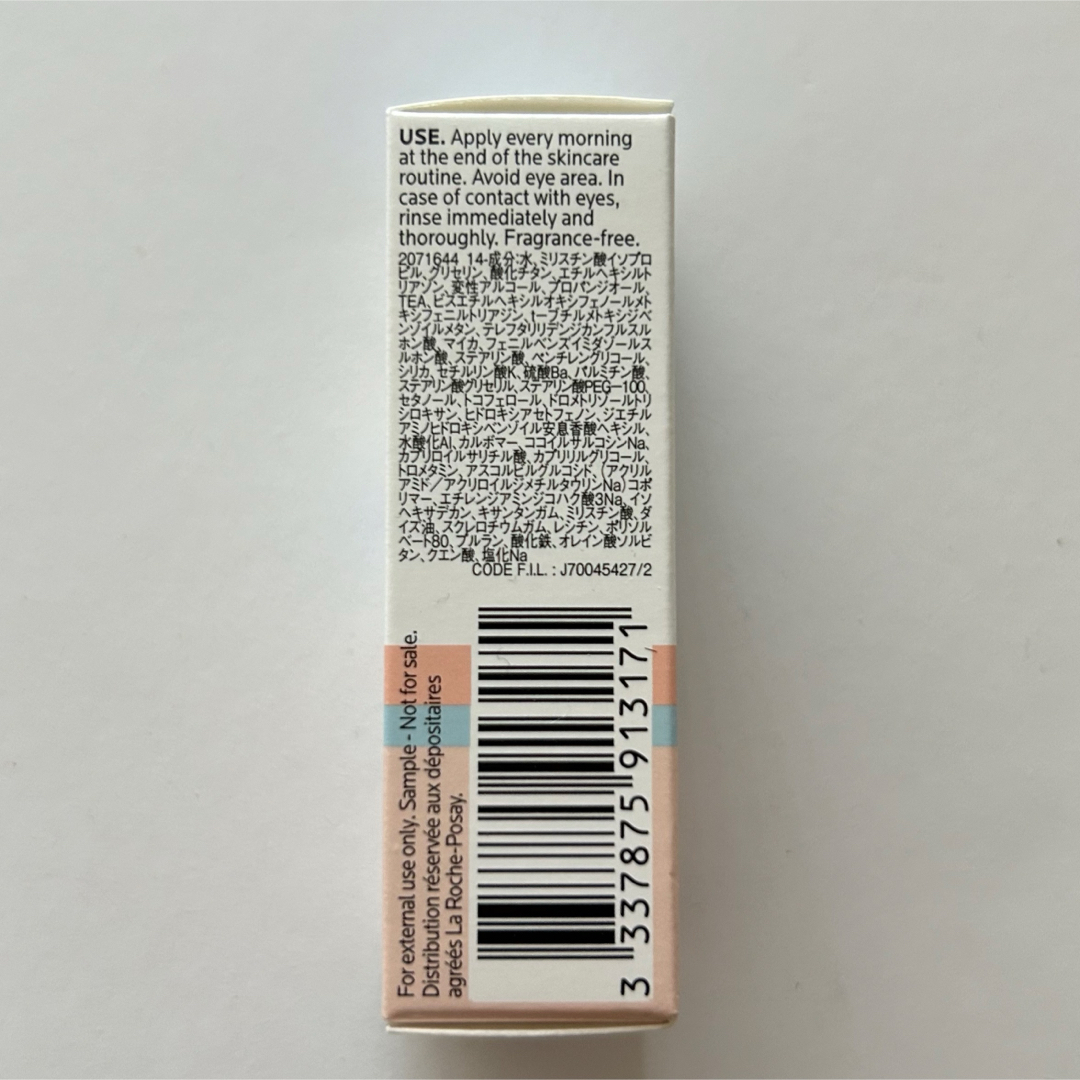 USE. Apply every morning
at the end of the skincare
routine. Avoid eye area. In
case of contact with eyes,
rinse immediately and
thoroughly. Fragrance-free.
2071644 14-成分:水、ミリスチン酸イソプロ
ピル、グリセリン、酸化チタン、エチルヘキシルト
リアゾン、変性アルコール、プロパンジオール、
TEA、ビスエチルヘキシルオキシフェノールメト
キシフェニルトリアジン、t-ブチルメトキシジベ
ンゾイルメタン、テレフタリリデンジカンフルスル
ホン酸、マイカ、フェニルベンズイミダゾールス
ルホン酸、ステアリン酸、ペンチレングリコール、
シリカ、セチルリン酸K、硫酸Ba、パルミチン酸、
ステアリン酸グリセリル、ステアリン酸PEG-100、
セタノール、トコフェロール、ドロメトリゾールトリ
シロキサン、ヒドロキシアセトフェノン、ジエチル
アミノヒドロキシベンゾイル安息香酸ヘキシル、
水酸化Al、カルボマー、ココイルサルコシンNa、
カプリロイルサリチル酸、カプリリルグリコール、
トロメタミン、アスコルビルグルコシド、(アクリル
アミド/アクリロイルジメチルタウリンNa)コポ
リマー、エチレンジアミンジコハク酸3Na、イソ
ヘキサデカン、キサンタンガム、ミリスチン酸、ダ
イズ油、スクレロチウムガム、レシチン、ポリソル
ベート80、プルラン、酸化鉄、オレイン酸ソルビ
タン、クエン酸、塩化Na
CODE F.I.L. : J70045427/2
For external use only. Sample - Not for sale.
Distribution réservée aux dépositaires
agréés La Roche-Posay.
3 337875 913171